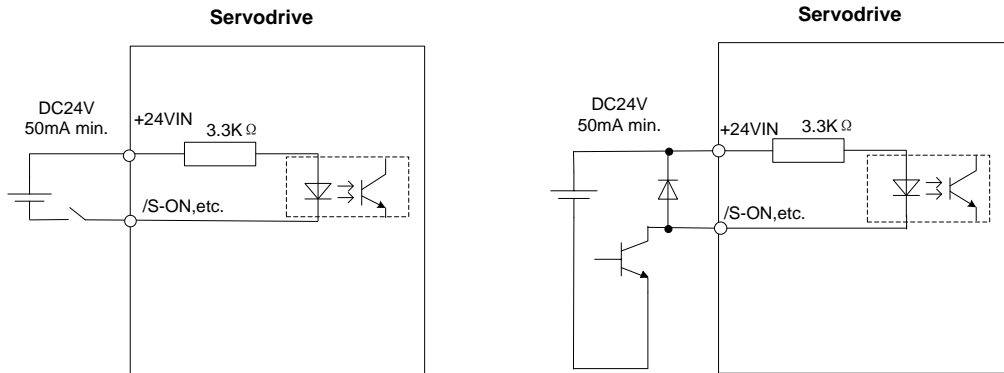 Servodrive
DC24V
50mA min.
+24VIN
3.3KΩ
/S-ON,etc.
Servodrive
DC24V
50mA min.
+24VIN
3.3KΩ
/S-ON,etc.